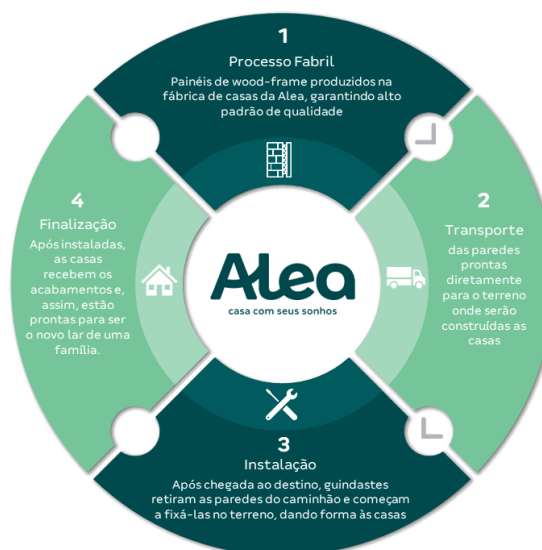 1
Processo Fabril
Painéis de wood-frame produzidos na
fábrica de casas da Alea, garantindo alto
padrão de qualidade
2
Transporte
das paredes
prontas
diretamente
para o terreno
onde serão
construídas as
casas
3
Instalação
Após chegada ao destino, guindastes
retiram as paredes do caminhão e começam
a fixá-las no terreno, dando forma às casas
4
Finalização
Após instaladas,
as casas
recebem os
acabamentos e,
assim, estão
prontas para ser
o novo lar de uma
família.
Alea
casa com seus sonhos